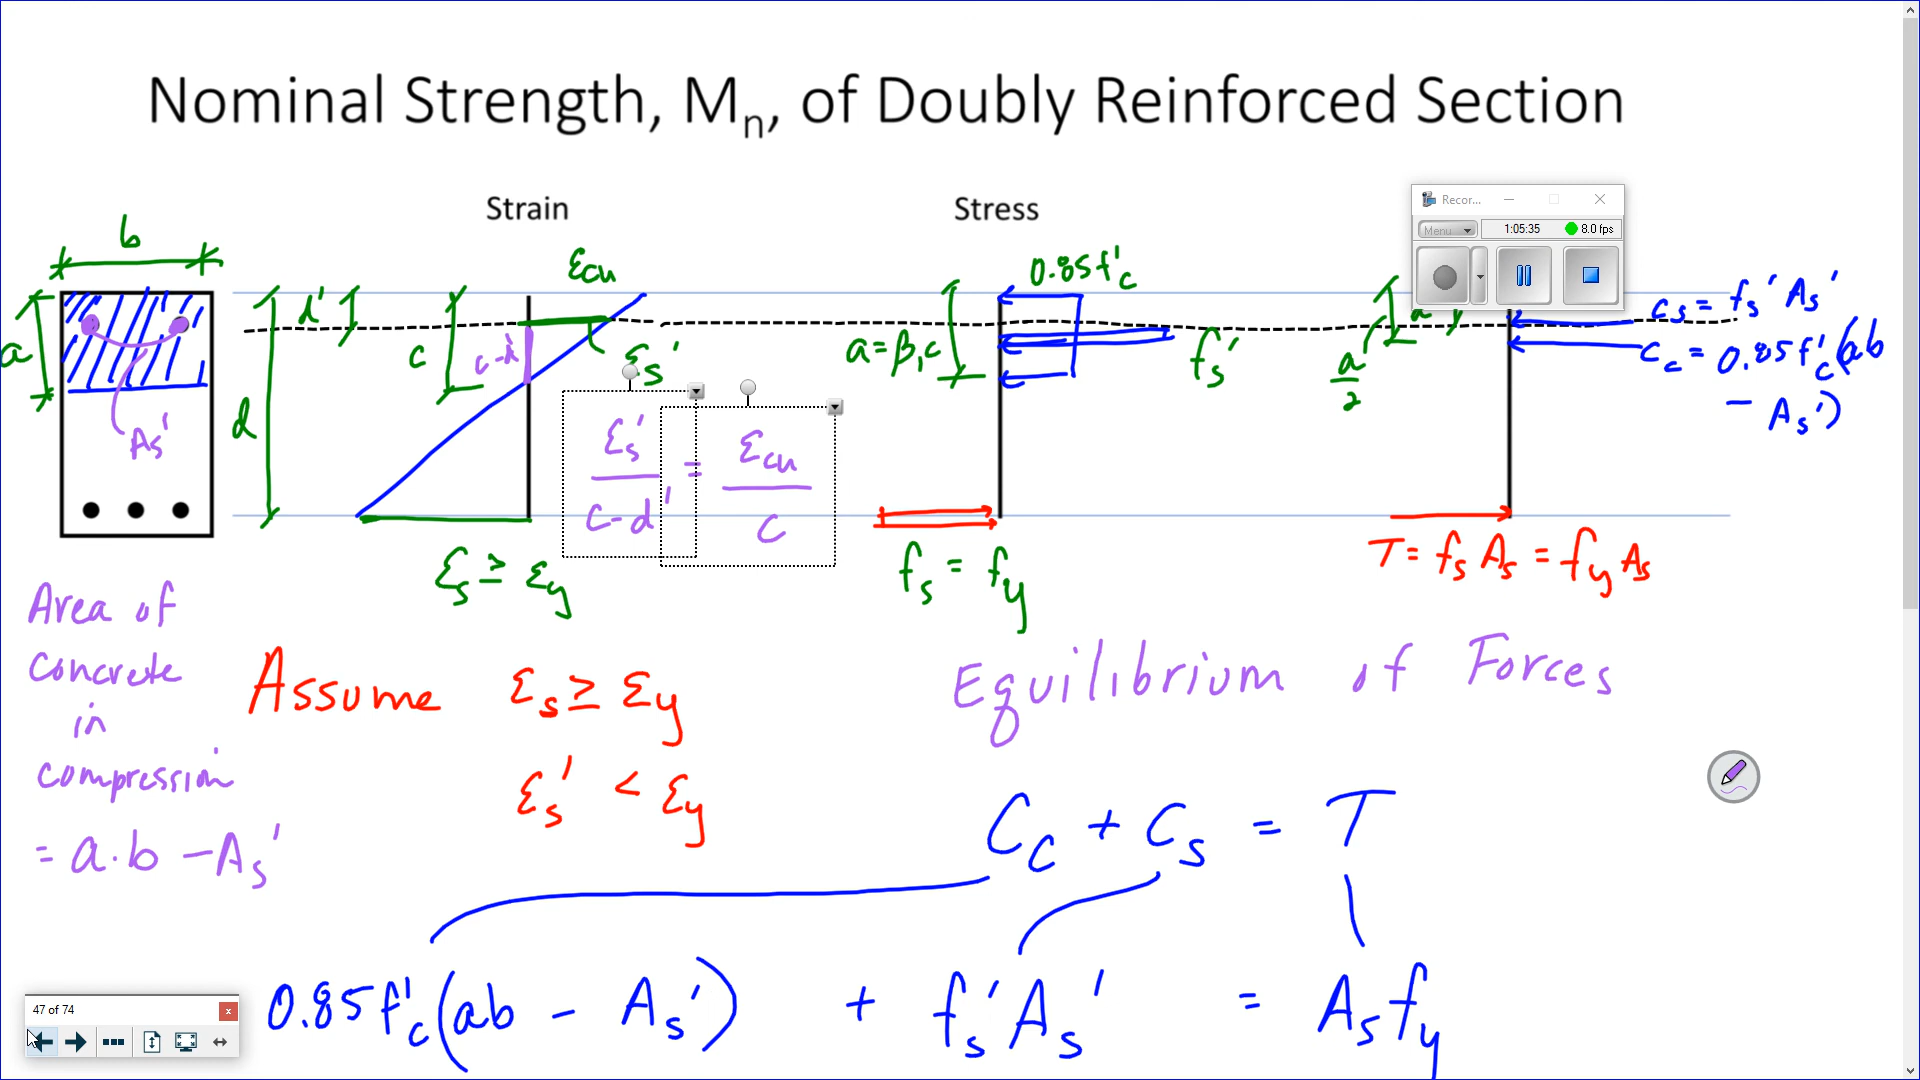 Nominal Strength, Mn, of Doubly Reinforced Section
Strain
Stress
Recor...
Menu
1:05:35
8.0 fps
b
a
As'
d'
d
c
c-d'
εcu
εs'
εs'/(c-d') = εcu/c
εs ≥ εy
0.85f'c
a=β₁c
fs'
fs = fy
a/2
Cs = fs' As'
Cc = 0.85f'c(ab
- As')
T = fs As = fy As
Area of
Concrete
in
compression
= a.b - As'
Assume εs ≥ εy
εs' < εy
Equilibrium of Forces
Cc + Cs = T
0.85f'c(ab - As') + fs'As' = As fy
47 of 74